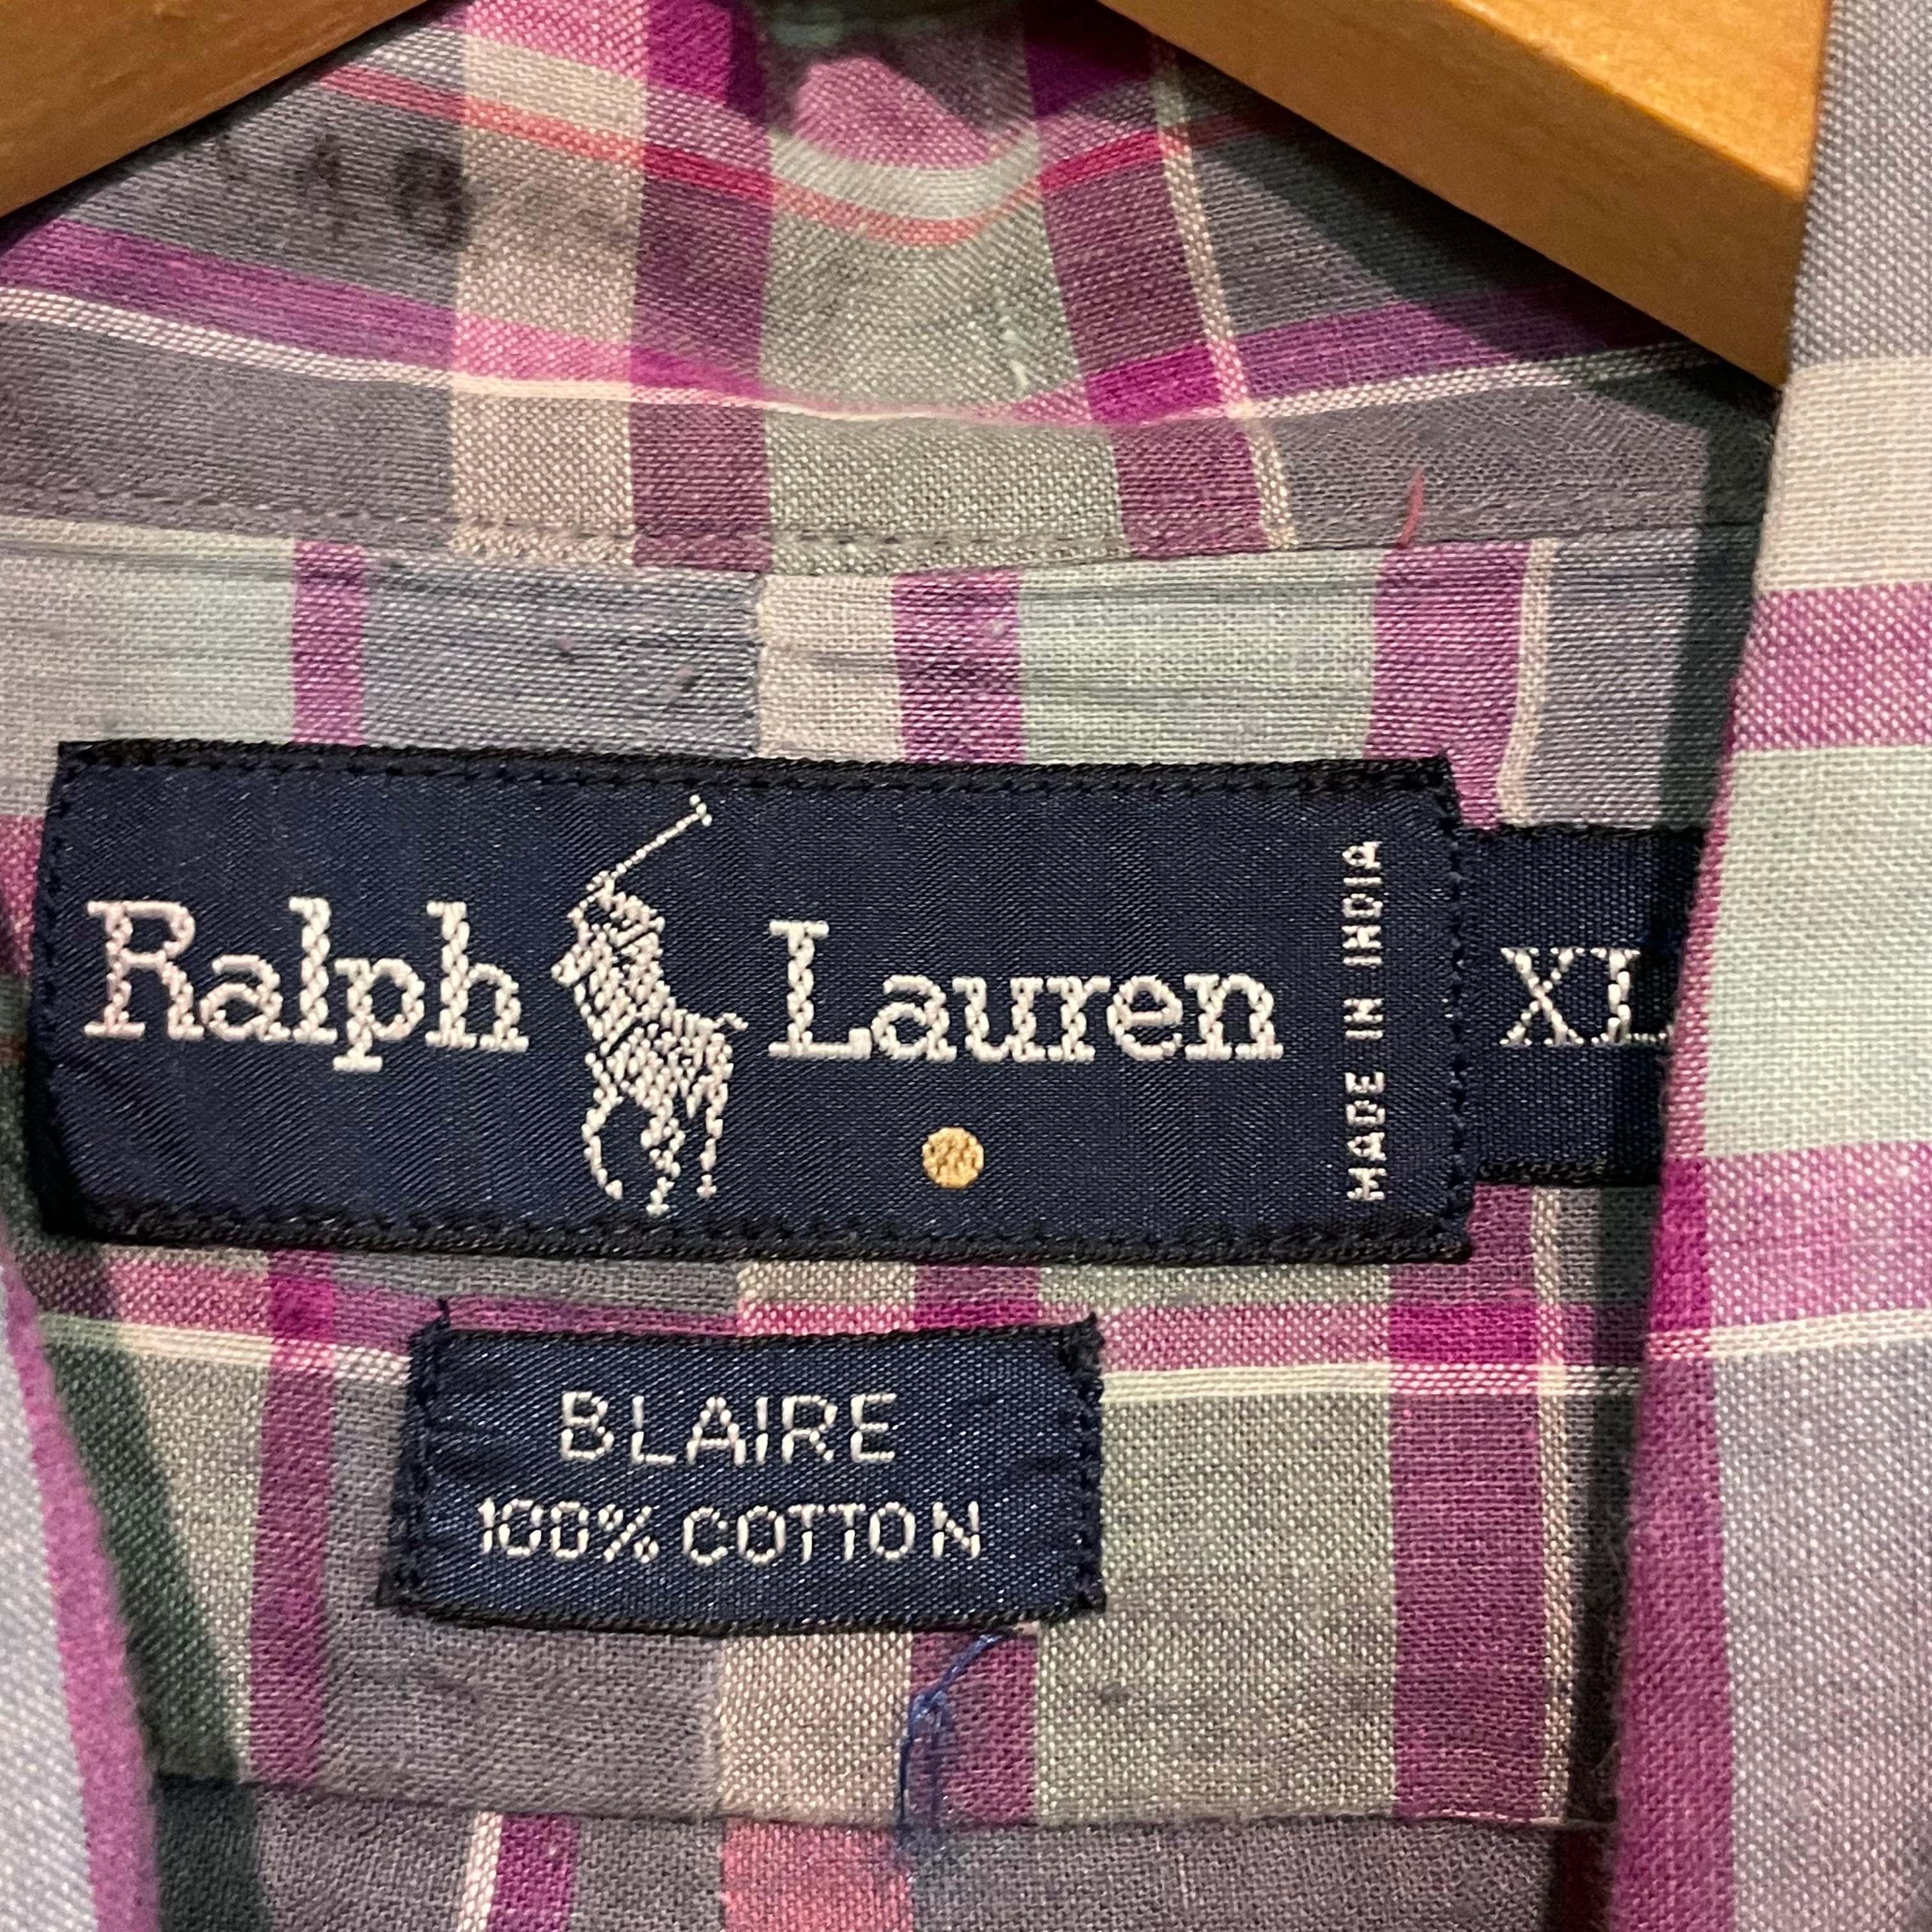 Ralph Lauren
MADE IN INDIA
XL
BLAIRE
100% COTTON